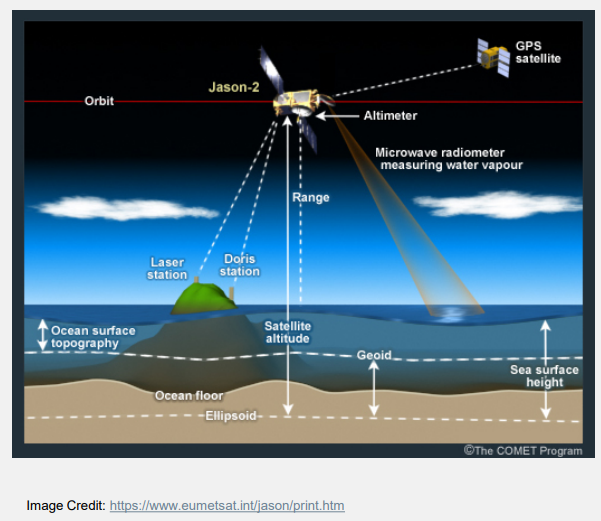 GPS
satellite
Jason-2
Orbit
Altimeter
Microwave radiometer
measuring water vapour
Range
Laser
station
Doris
station
Ocean surface
topography
Satellite
altitude
Geoid
Sea surface
height
Ocean floor
Ellipsoid
©The COMET Program
Image Credit: https://www.eumetsat.int/jason/print.htm